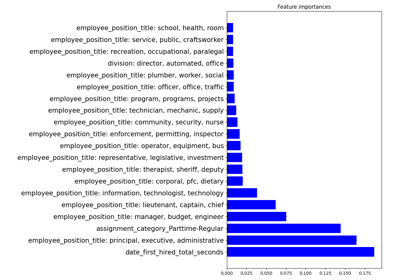 Feature importances
employee_position_title: school, health, room
employee_position_title: service, public, craftsworker
employee_position_title: recreation, occupational, paralegal
division: director, automated, office
employee_position_title: plumber, worker, social
employee_position_title: officer, office, traffic
employee_position_title: program, programs, projects
employee_position_title: technician, mechanic, supply
employee_position_title: community, security, nurse
employee_position_title: enforcement, permitting, inspector
employee_position_title: operator, equipment, bus
employee_position_title: representative, legislative, investment
employee_position_title: therapist, sheriff, deputy
employee_position_title: corporal, pfc, dietary
employee_position_title: information, technologist, technology
employee_position_title: lieutenant, captain, chief
employee_position_title: manager, budget, engineer
assignment_category_Parttime-Regular
employee_position_title: principal, executive, administrative
date_first_hired_total_seconds
0.000 0.025 0.050 0.075 0.100 0.125 0.150 0.175